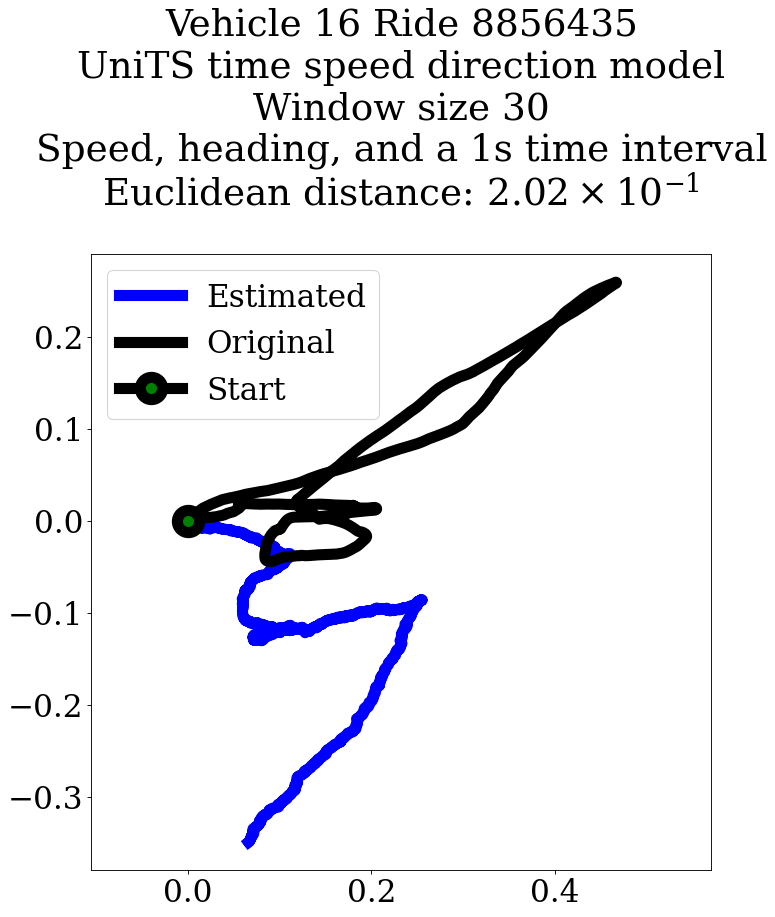 Vehicle 16 Ride 8856435
UniTS time speed direction model
Window size 30
Speed, heading, and a 1s time interval
Euclidean distance: 2.02 × 10⁻¹
Estimated
Original
Start
0.2
0.1
0.0
−0.1
−0.2
−0.3
0.0 0.2 0.4